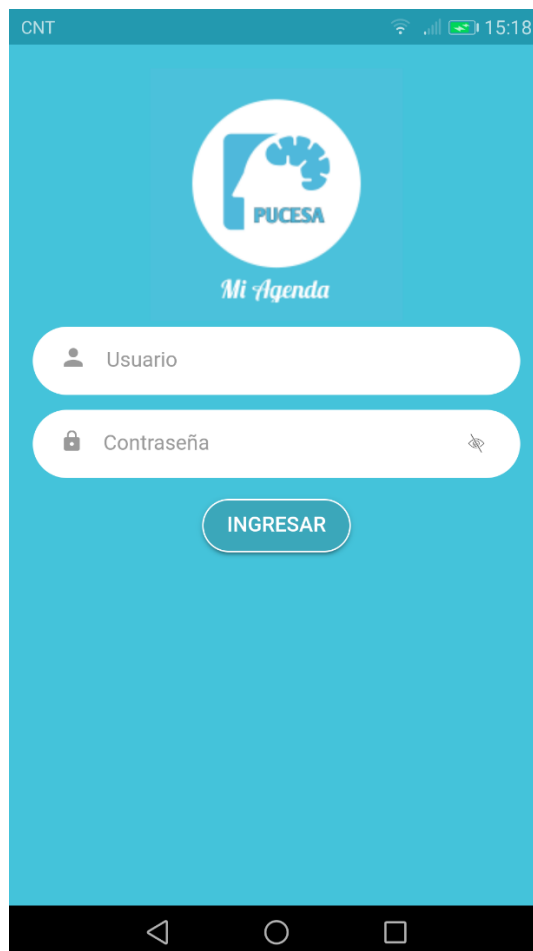 CNT 15:18
PUCESA
Mi Agenda
Usuario
Contraseña
INGRESAR